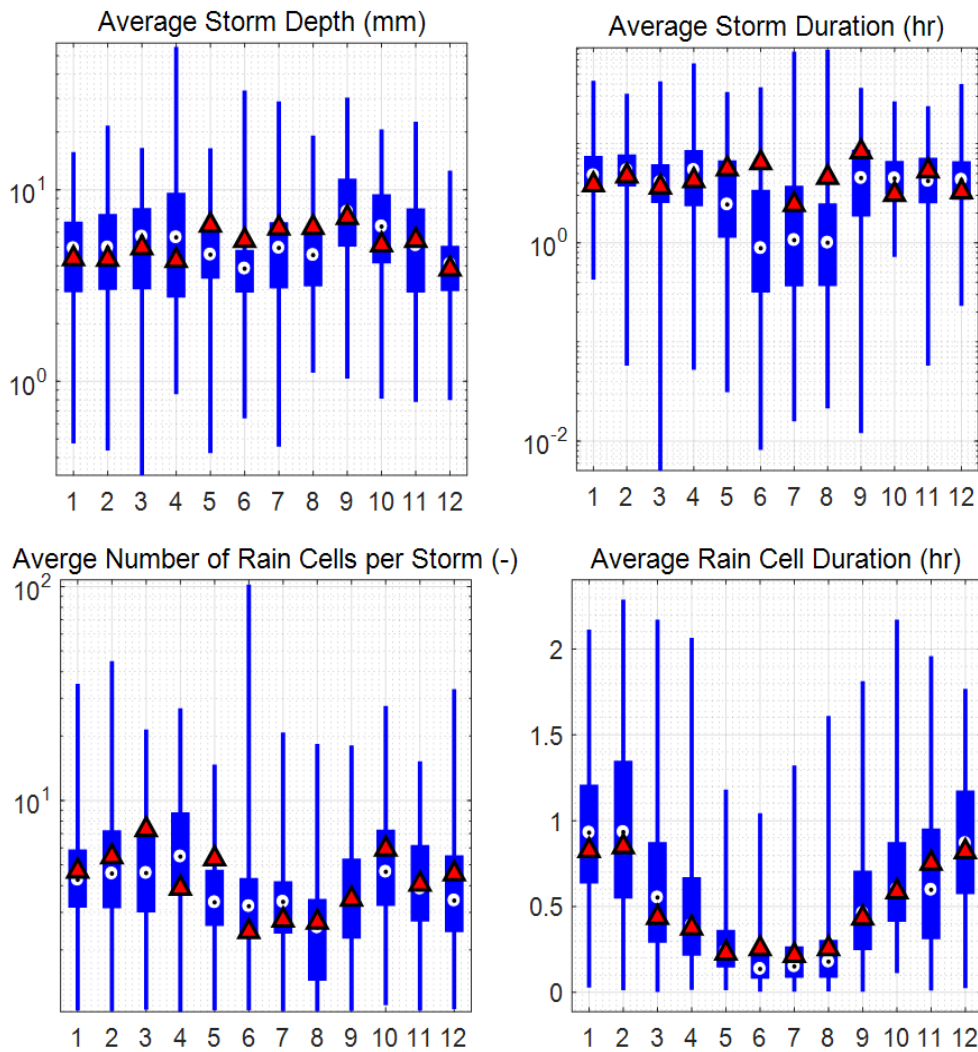 Average Storm Depth (mm)
10^1
10^0
1 2 3 4 5 6 7 8 9 10 11 12
Average Storm Duration (hr)
10^0
10^-2
1 2 3 4 5 6 7 8 9 10 11 12
Averge Number of Rain Cells per Storm (-)
10^2
10^1
1 2 3 4 5 6 7 8 9 10 11 12
Average Rain Cell Duration (hr)
2
1.5
1
0.5
0
1 2 3 4 5 6 7 8 9 10 11 12